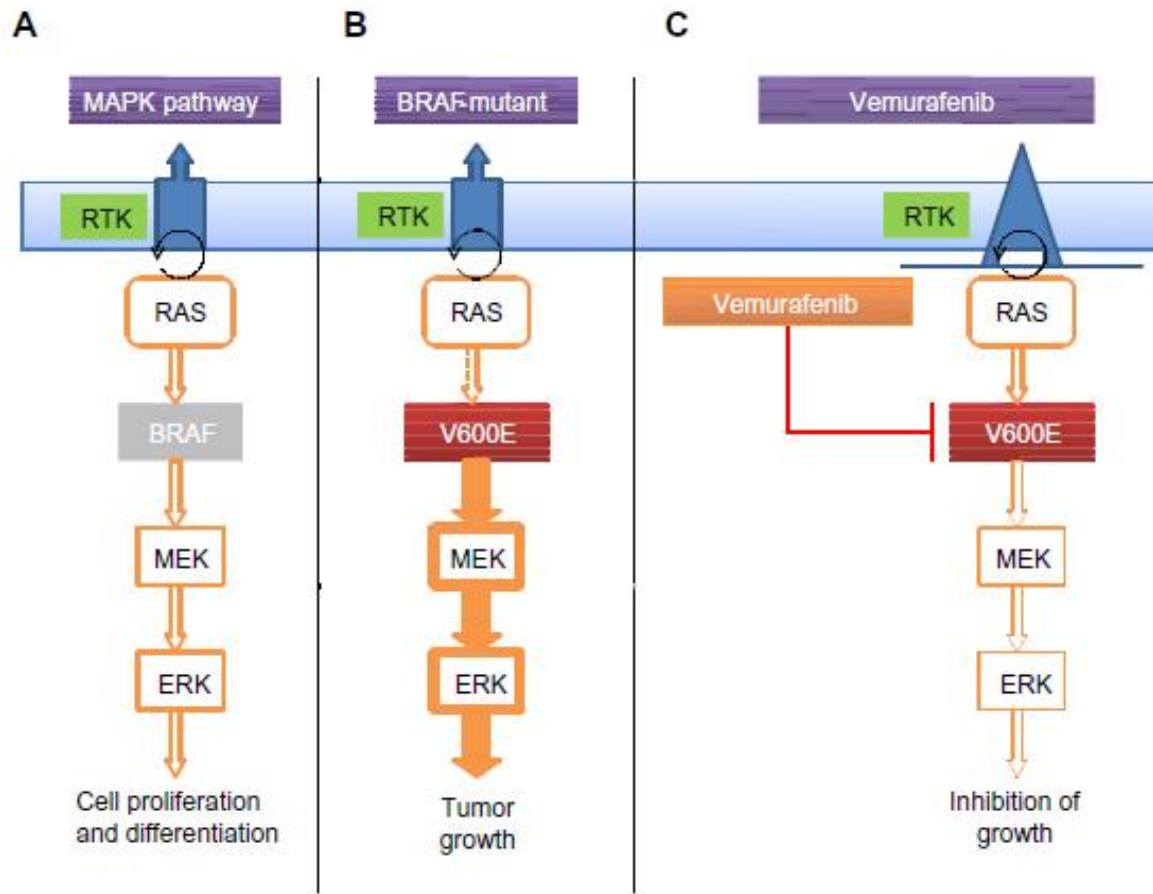 A
MAPK pathway
RTK
RAS
BRAF
MEK
ERK
Cell proliferation
and differentiation
B
BRAF-mutant
RTK
RAS
V600E
MEK
ERK
Tumor
growth
C
Vemurafenib
RTK
Vemurafenib
RAS
V600E
MEK
ERK
Inhibition of
growth